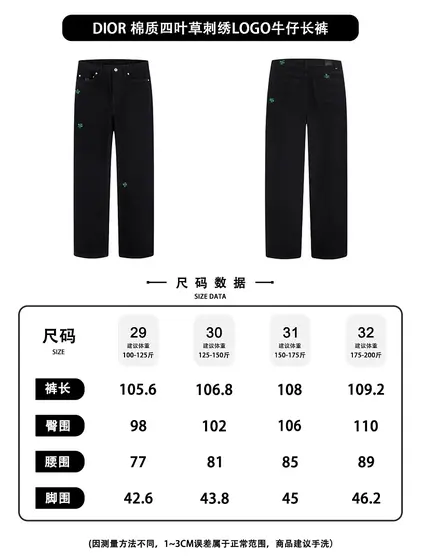 DIOR 棉质四叶草刺绣LOGO牛仔长裤
尺码数据
SIZE DATA
尺码 29 30 31 32
SIZE 建议体重 建议体重 建议体重 建议体重
100-125斤 125-150斤 150-175斤 175-200斤
裤长 105.6 106.8 108 109.2
臀围 98 102 106 110
腰围 77 81 85 89
脚围 42.6 43.8 45 46.2
(因测量方法不同，1~3CM误差属于正常范围，商品建议手洗)